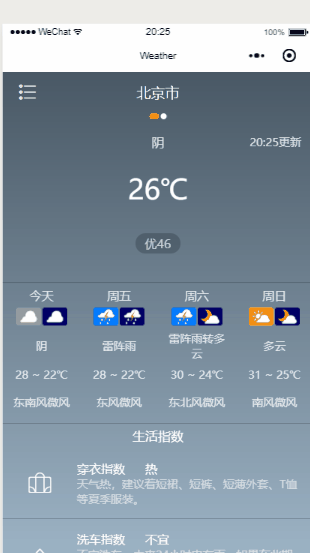 WeChat 20:25 100%
Weather
北京市
阴 20:25更新
26℃
优46
今天 周五 周六 周日
阴 雷阵雨 雷阵雨转多云 多云
28 ~ 22℃ 28 ~ 22℃ 30 ~ 24℃ 31 ~ 25℃
东南风微风 东风微风 东北风微风 南风微风
生活指数
穿衣指数 热
天气热，建议着短裙、短裤、短薄外套、T恤
等夏季服装。
洗车指数 不宜